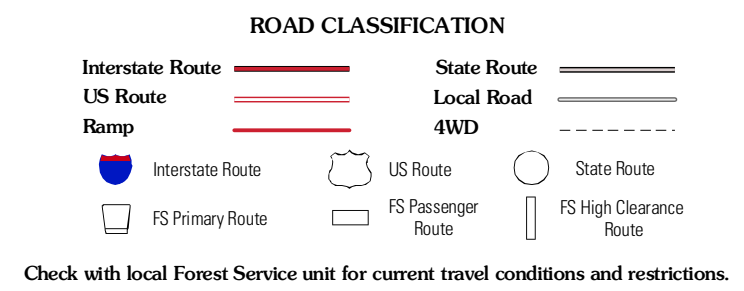 ROAD CLASSIFICATION
Interstate Route
State Route
US Route
Local Road
Ramp
4WD
Interstate Route
US Route
State Route
FS Primary Route
FS Passenger
Route
FS High Clearance
Route
Check with local Forest Service unit for current travel conditions and restrictions.